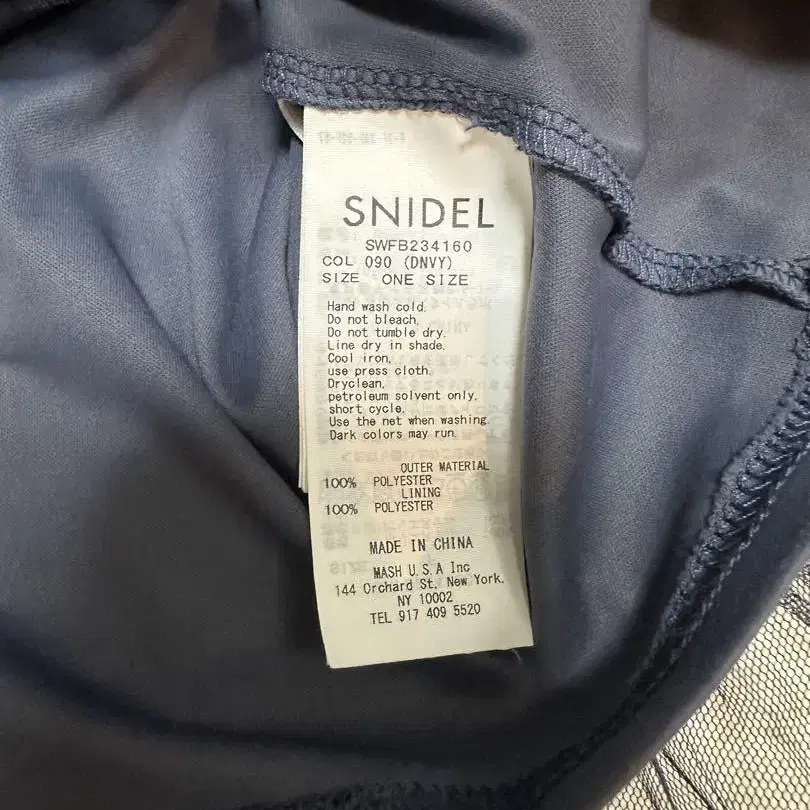 SNIDEL
SWFB234160
COL 090 (DNVY)
SIZE ONE SIZE
Hand wash cold.
Do not bleach.
Do not tumble dry.
Line dry in shade.
Cool iron,
use press cloth.
Dryclean,
petroleum solvent only,
short cycle.
Use the net when washing.
Dark colors may run.
OUTER MATERIAL
100% POLYESTER
LINING
100% POLYESTER
MADE IN CHINA
MASH U.S.A Inc
144 Orchard St. New York.
NY 10002
TEL 917 409 5520